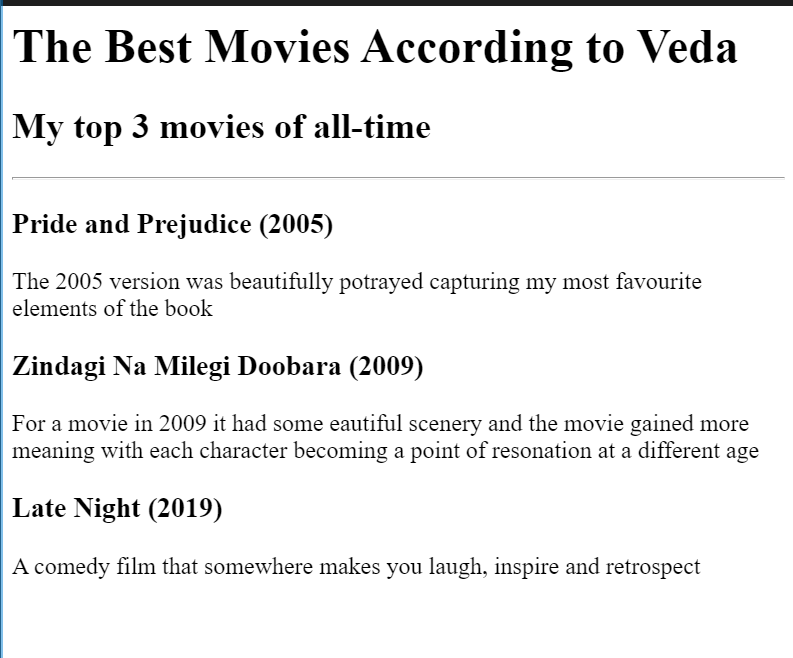 The Best Movies According to Veda
My top 3 movies of all-time
Pride and Prejudice (2005)
The 2005 version was beautifully potrayed capturing my most favourite
elements of the book
Zindagi Na Milegi Doobara (2009)
For a movie in 2009 it had some eautiful scenery and the movie gained more
meaning with each character becoming a point of resonation at a different age
Late Night (2019)
A comedy film that somewhere makes you laugh, inspire and retrospect